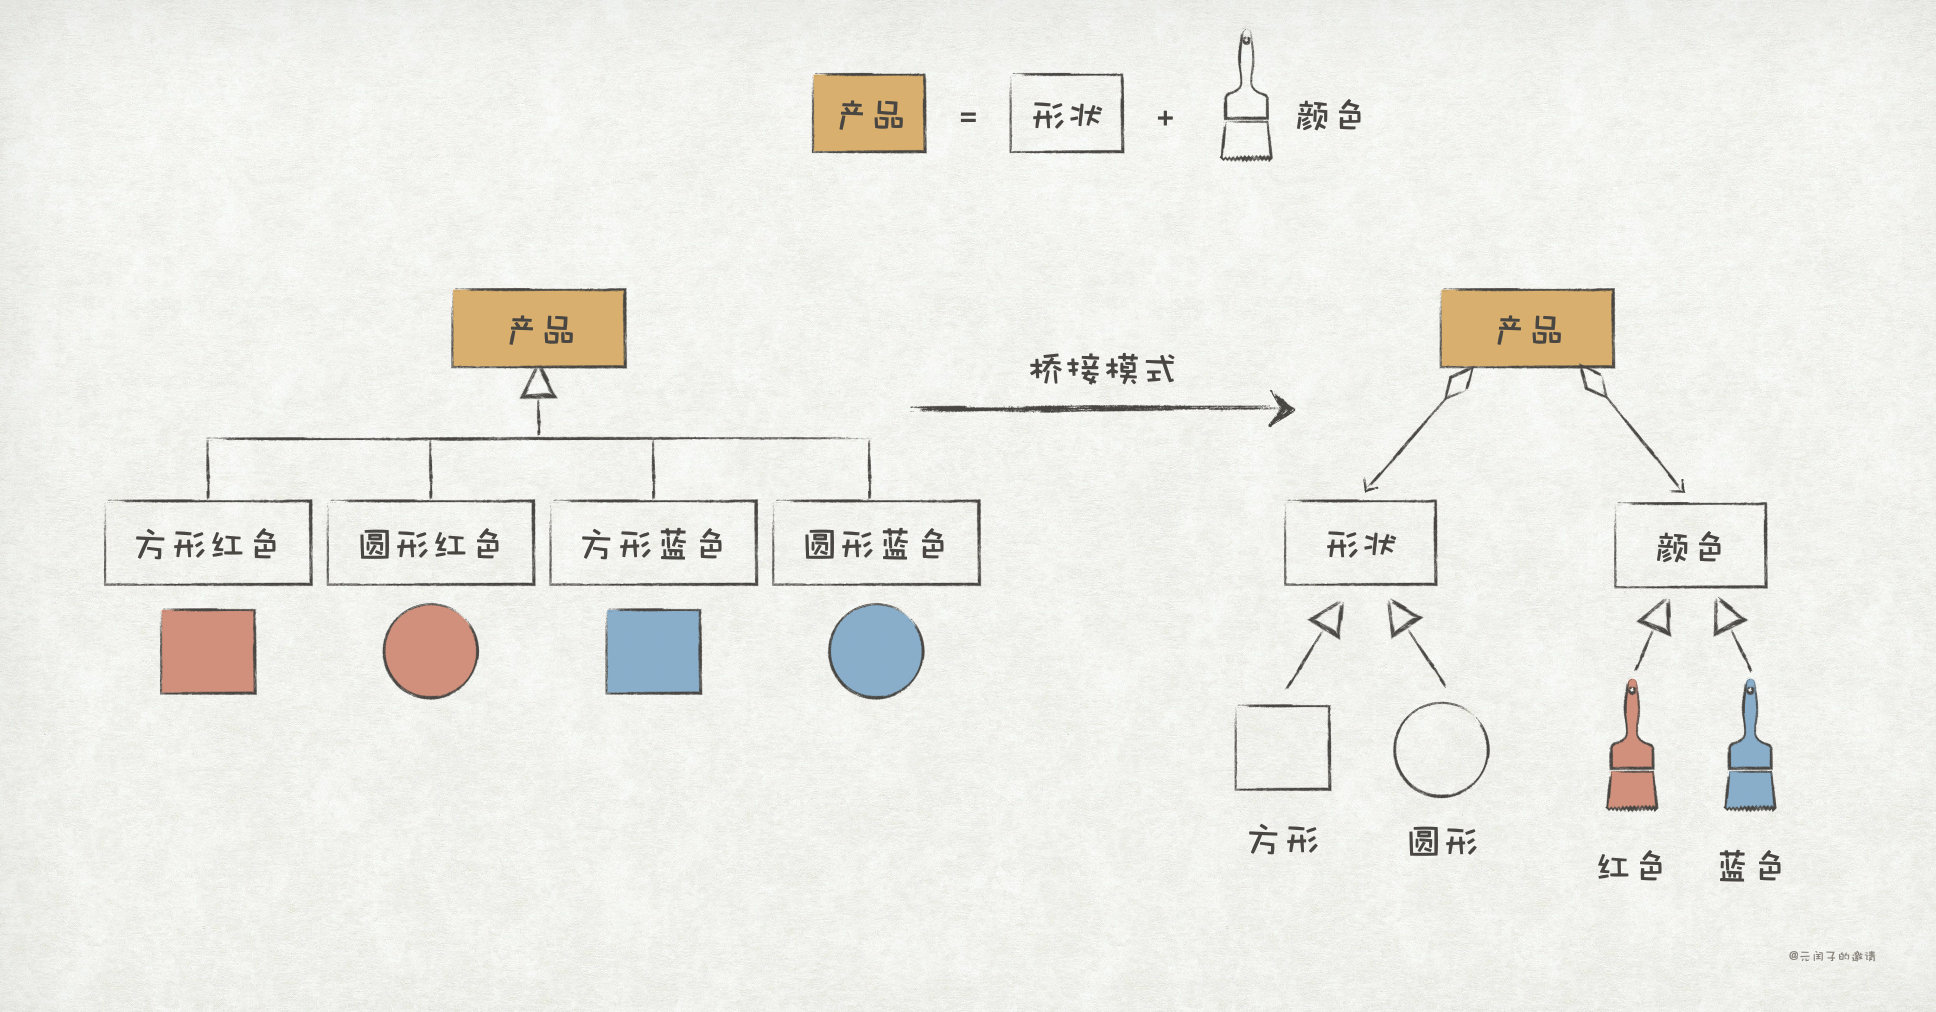 产品 = 形状 + 颜色
产品
桥接模式
产品
方形红色 圆形红色 方形蓝色 圆形蓝色
形状 颜色
方形 圆形
红色 蓝色
@元闰子的邀请